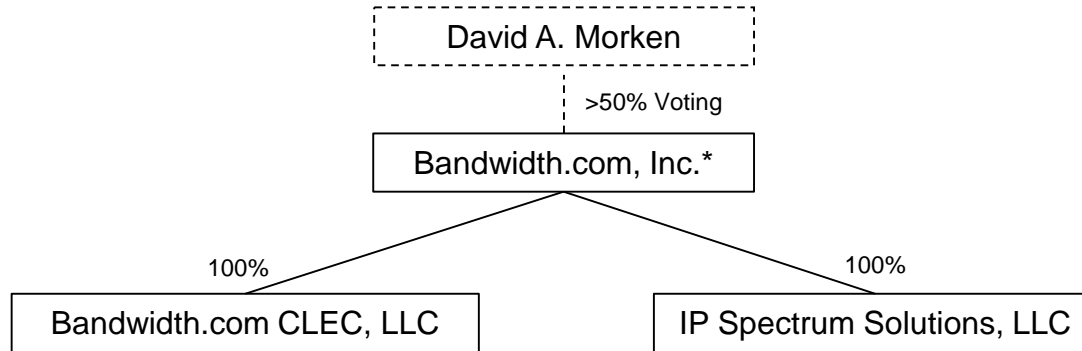 David A. Morken
>50% Voting
Bandwidth.com, Inc.*
100%
100%
Bandwidth.com CLEC, LLC
IP Spectrum Solutions, LLC